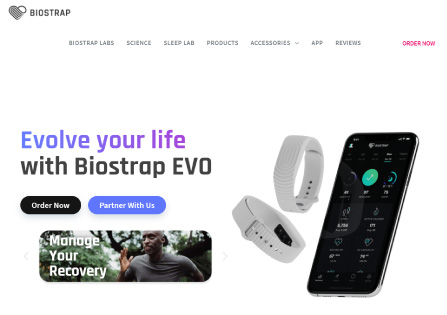 BIOSTRAP
BIOSTRAP LABS SCIENCE SLEEP LAB PRODUCTS ACCESSORIES APP REVIEWS ORDER NOW
Evolve your life
with Biostrap EVO
Order Now Partner With Us
Manage
Your
Recovery